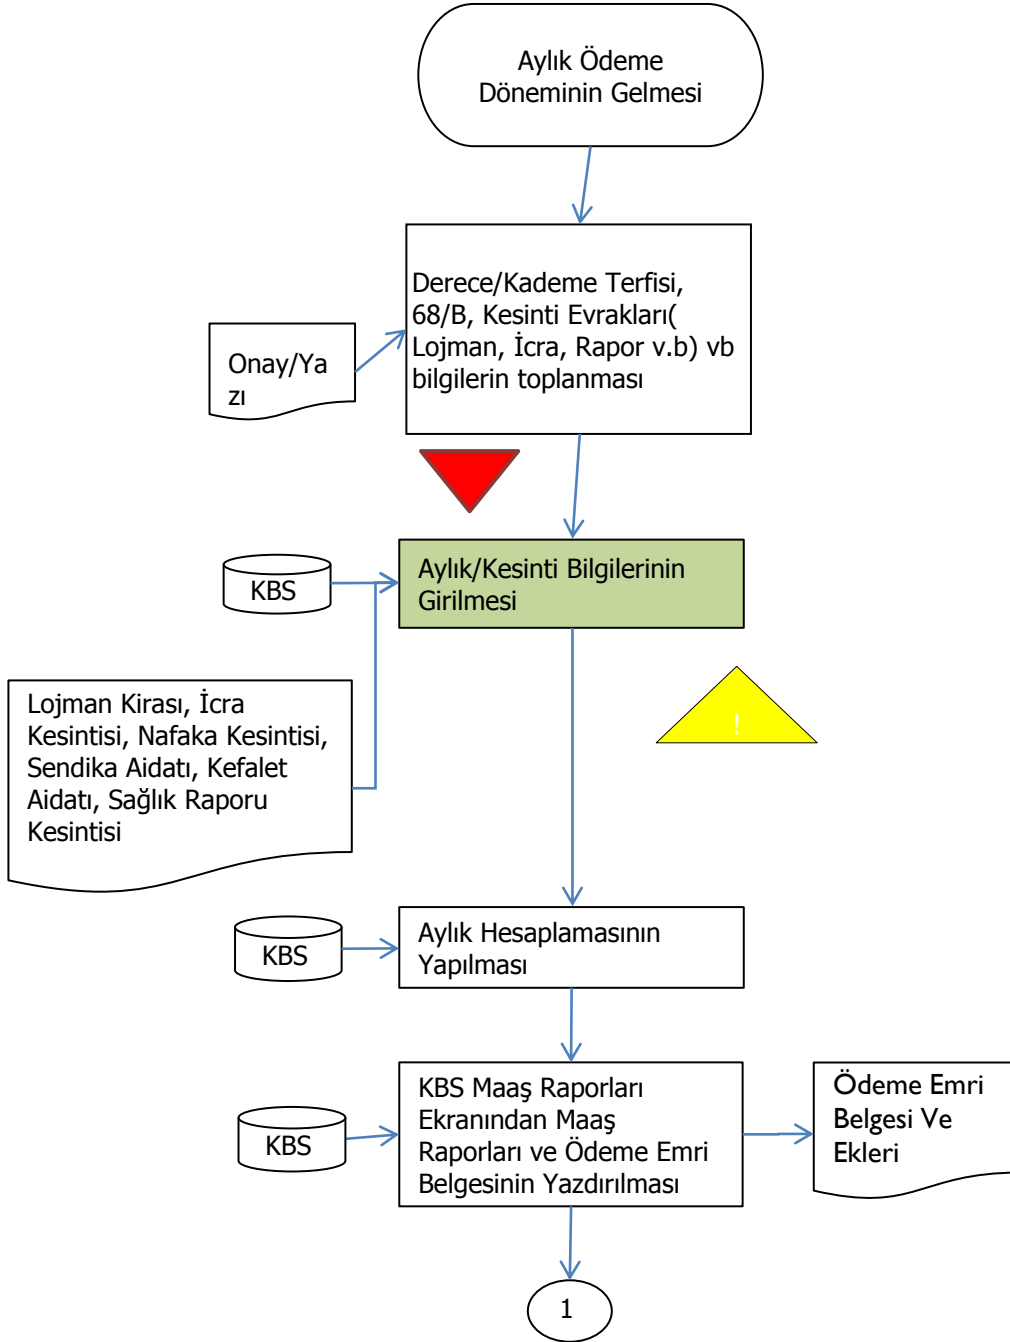 Aylık Ödeme
Döneminin Gelmesi
Derece/Kademe Terfisi,
68/B, Kesinti Evrakları(
Lojman, İcra, Rapor v.b) vb
bilgilerin toplanması
Onay/Ya
zı
Aylık/Kesinti Bilgilerinin
Girilmesi
KBS
Lojman Kirası, İcra
Kesintisi, Nafaka Kesintisi,
Sendika Aidatı, Kefalet
Aidatı, Sağlık Raporu
Kesintisi
!
KBS
Aylık Hesaplamasının
Yapılması
KBS
KBS Maaş Raporları
Ekranından Maaş
Raporları ve Ödeme Emri
Belgesinin Yazdırılması
Ödeme Emri
Belgesi Ve
Ekleri
1